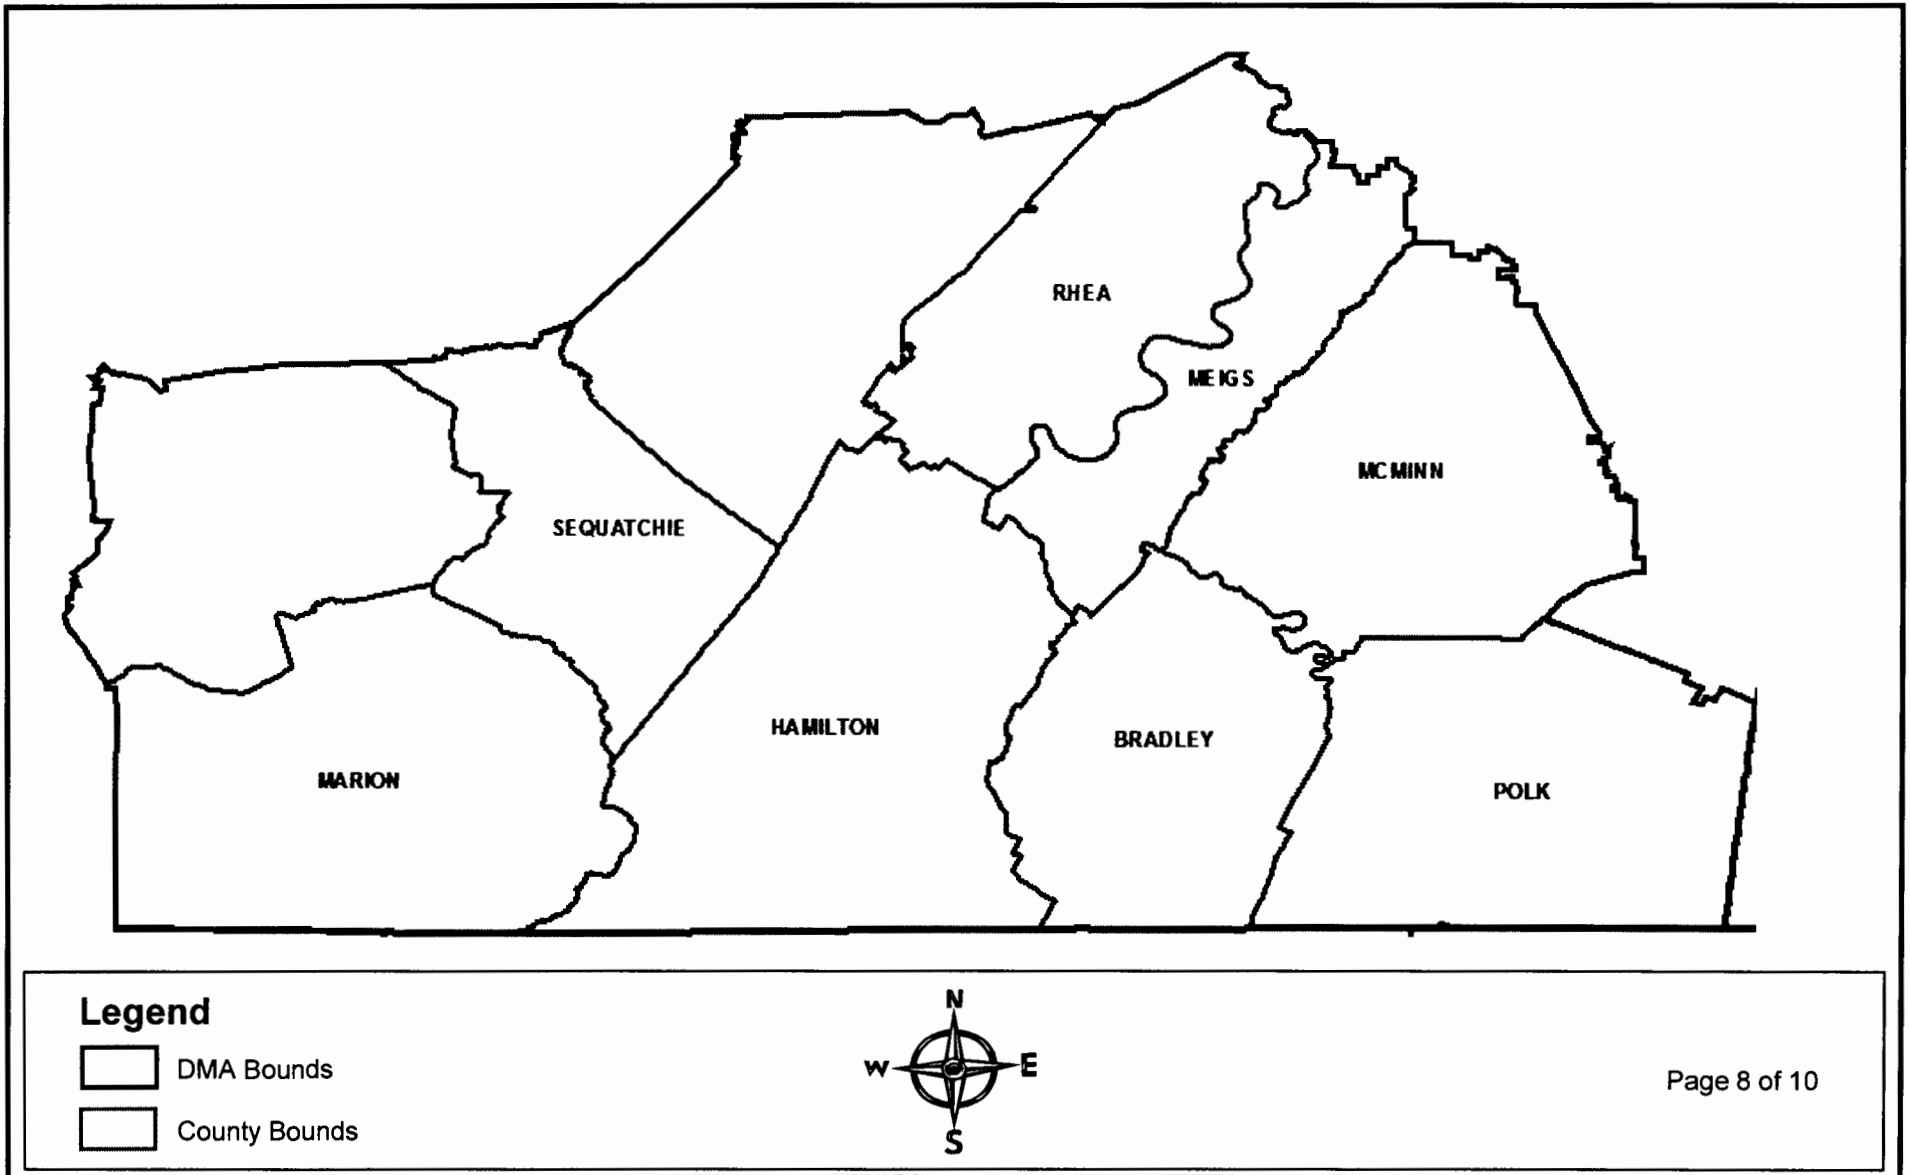 RHEA
MEIGS
MCMINN
SEQUATCHIE
HAMILTON
BRADLEY
MARION
POLK
Legend
DMA Bounds
County Bounds
N
W
E
S
Page 8 of 10